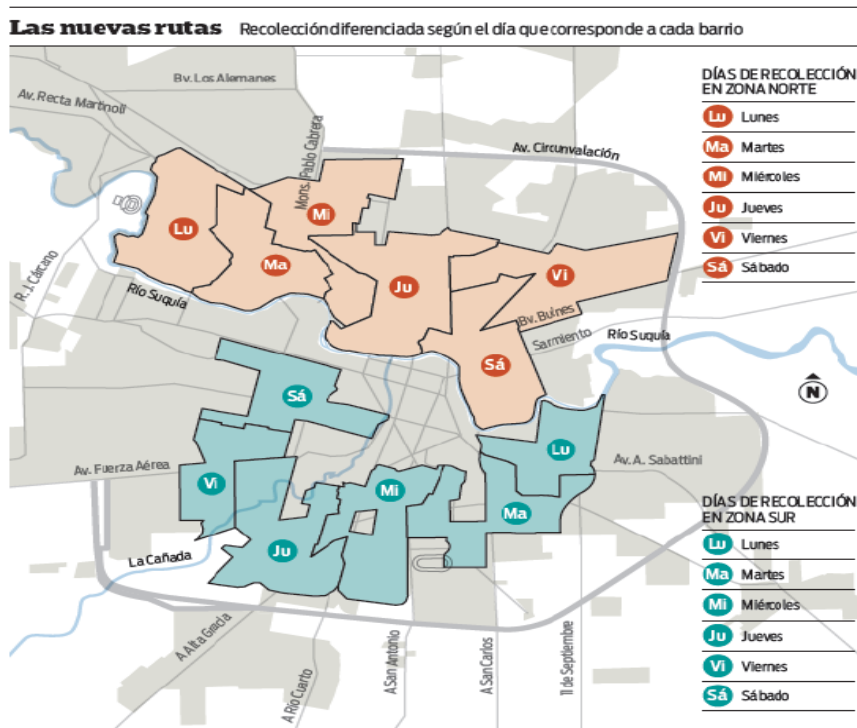 Las nuevas rutas Recolección diferenciada según el día que corresponde a cada barrio
Bv. Los Alemanes
Av. Recta Martinoli
Mons. Pablo Cabrera
Av. Circunvalación
R. J. Cárcano
Río Suquía
Lu
Ma
Mi
Ju
Vi
Sá
Bv. Bulnes
Sarmiento
Río Suquía
N
Sá
Vi
Ju
Mi
Ma
Lu
Av. Fuerza Aérea
Av. A. Sabattini
La Cañada
A Alta Gracia
A Río Cuarto
A San Antonio
A San Carlos
11 de Septiembre
DÍAS DE RECOLECCIÓN
EN ZONA NORTE
Lu Lunes
Ma Martes
Mi Miércoles
Ju Jueves
Vi Viernes
Sá Sábado
DÍAS DE RECOLECCIÓN
EN ZONA SUR
Lu Lunes
Ma Martes
Mi Miércoles
Ju Jueves
Vi Viernes
Sá Sábado